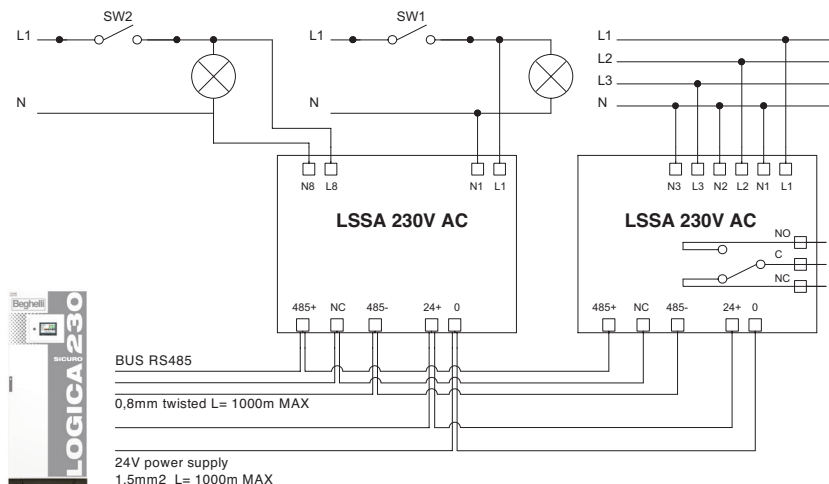 SW2
SW1
L1
N
L1
N
L1
L2
L3
N
N8 L8
N1 L1
N3 L3 N2 L2 N1 L1
LSSA 230V AC
LSSA 230V AC
NO
C
NC
485+ NC 485- 24+ 0
485+ NC 485- 24+ 0
Beghelli
SICURO
LOGICA 230
BUS RS485
0,8mm twisted L= 1000m MAX
24V power supply
1.5mm2 L= 1000m MAX